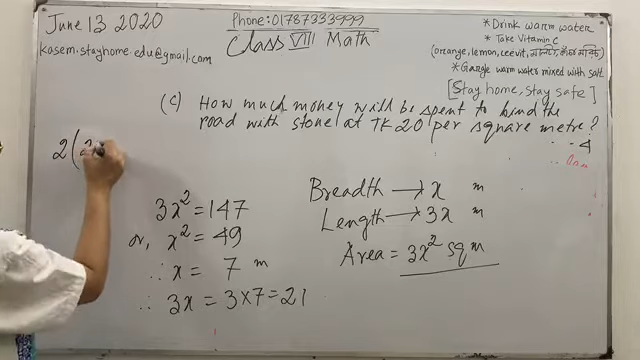 June 13 2020
Phone: 01787333999
kasem.stayhome.edu@gmail.com
Class VIII Math
* Drink warm water
* Take Vitamin C
(orange, lemon, ceevit,
* Gargle warm water mixed with salt
[Stay home, stay safe]
(c) How much money will be spent to bind the
road with stone at TK 20 per square metre?
4
2(2
3x² = 147
or, x² = 49
∴ x = 7 m
∴ 3x = 3×7 = 21
Breadth → x m
Length → 3x m
Area = 3x² sq m